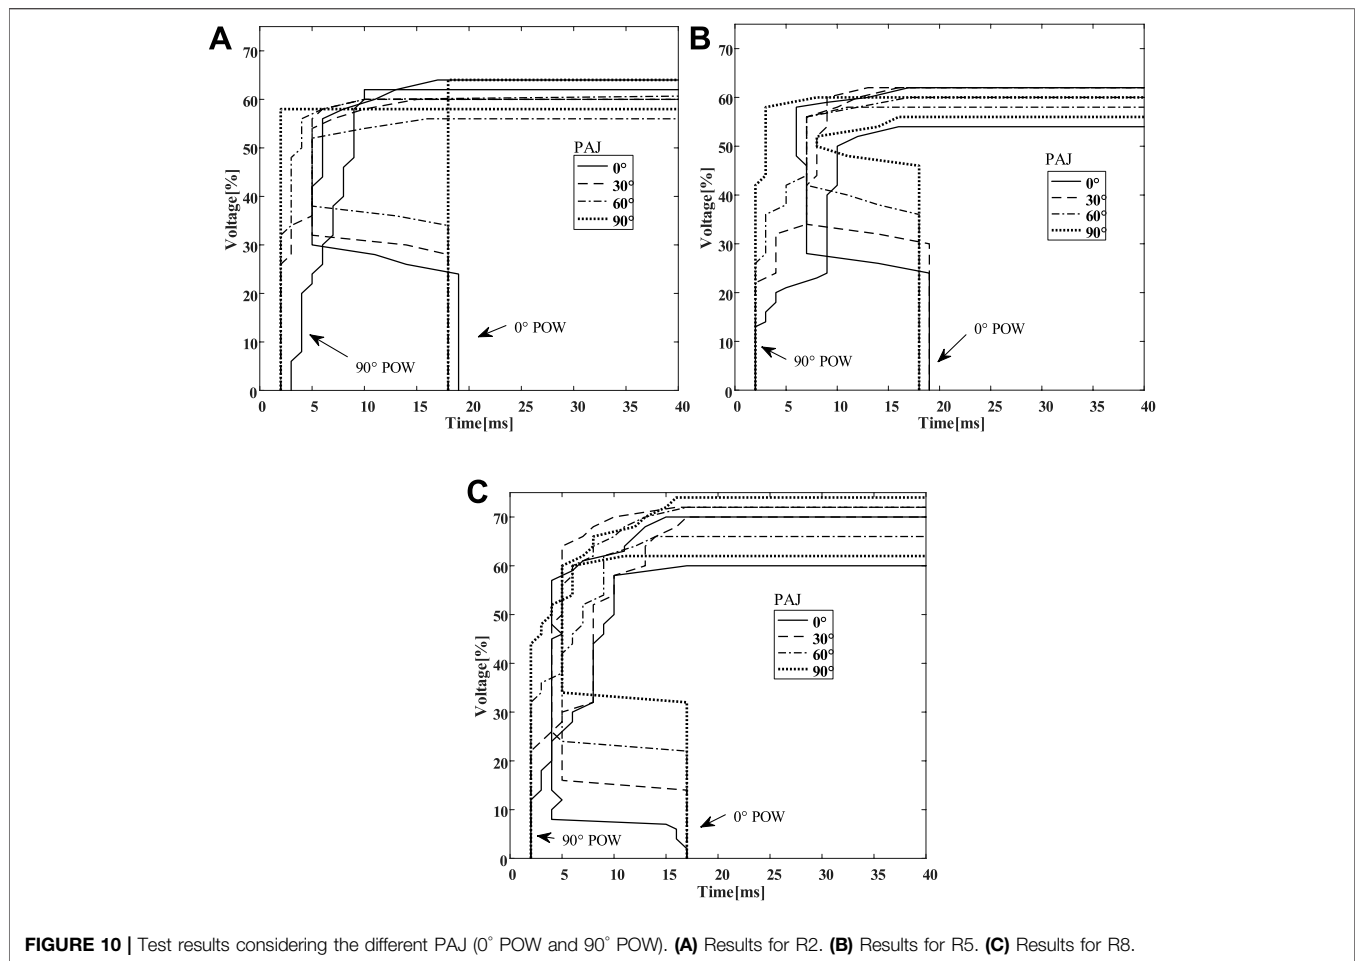 A
70
60
50
40
30
20
10
0
Voltage[%]
PAJ
0°
30°
60°
90°
0° POW
90° POW
0 5 10 15 20 25 30 35 40
Time[ms]
B
70
60
50
40
30
20
10
0
Voltage[%]
PAJ
0°
30°
60°
90°
0° POW
90° POW
0 5 10 15 20 25 30 35 40
Time[ms]
C
70
60
50
40
30
20
10
0
Voltage[%]
PAJ
0°
30°
60°
90°
0° POW
90° POW
0 5 10 15 20 25 30 35 40
Time[ms]
FIGURE 10 | Test results considering the different PAJ (0° POW and 90° POW). (A) Results for R2. (B) Results for R5. (C) Results for R8.